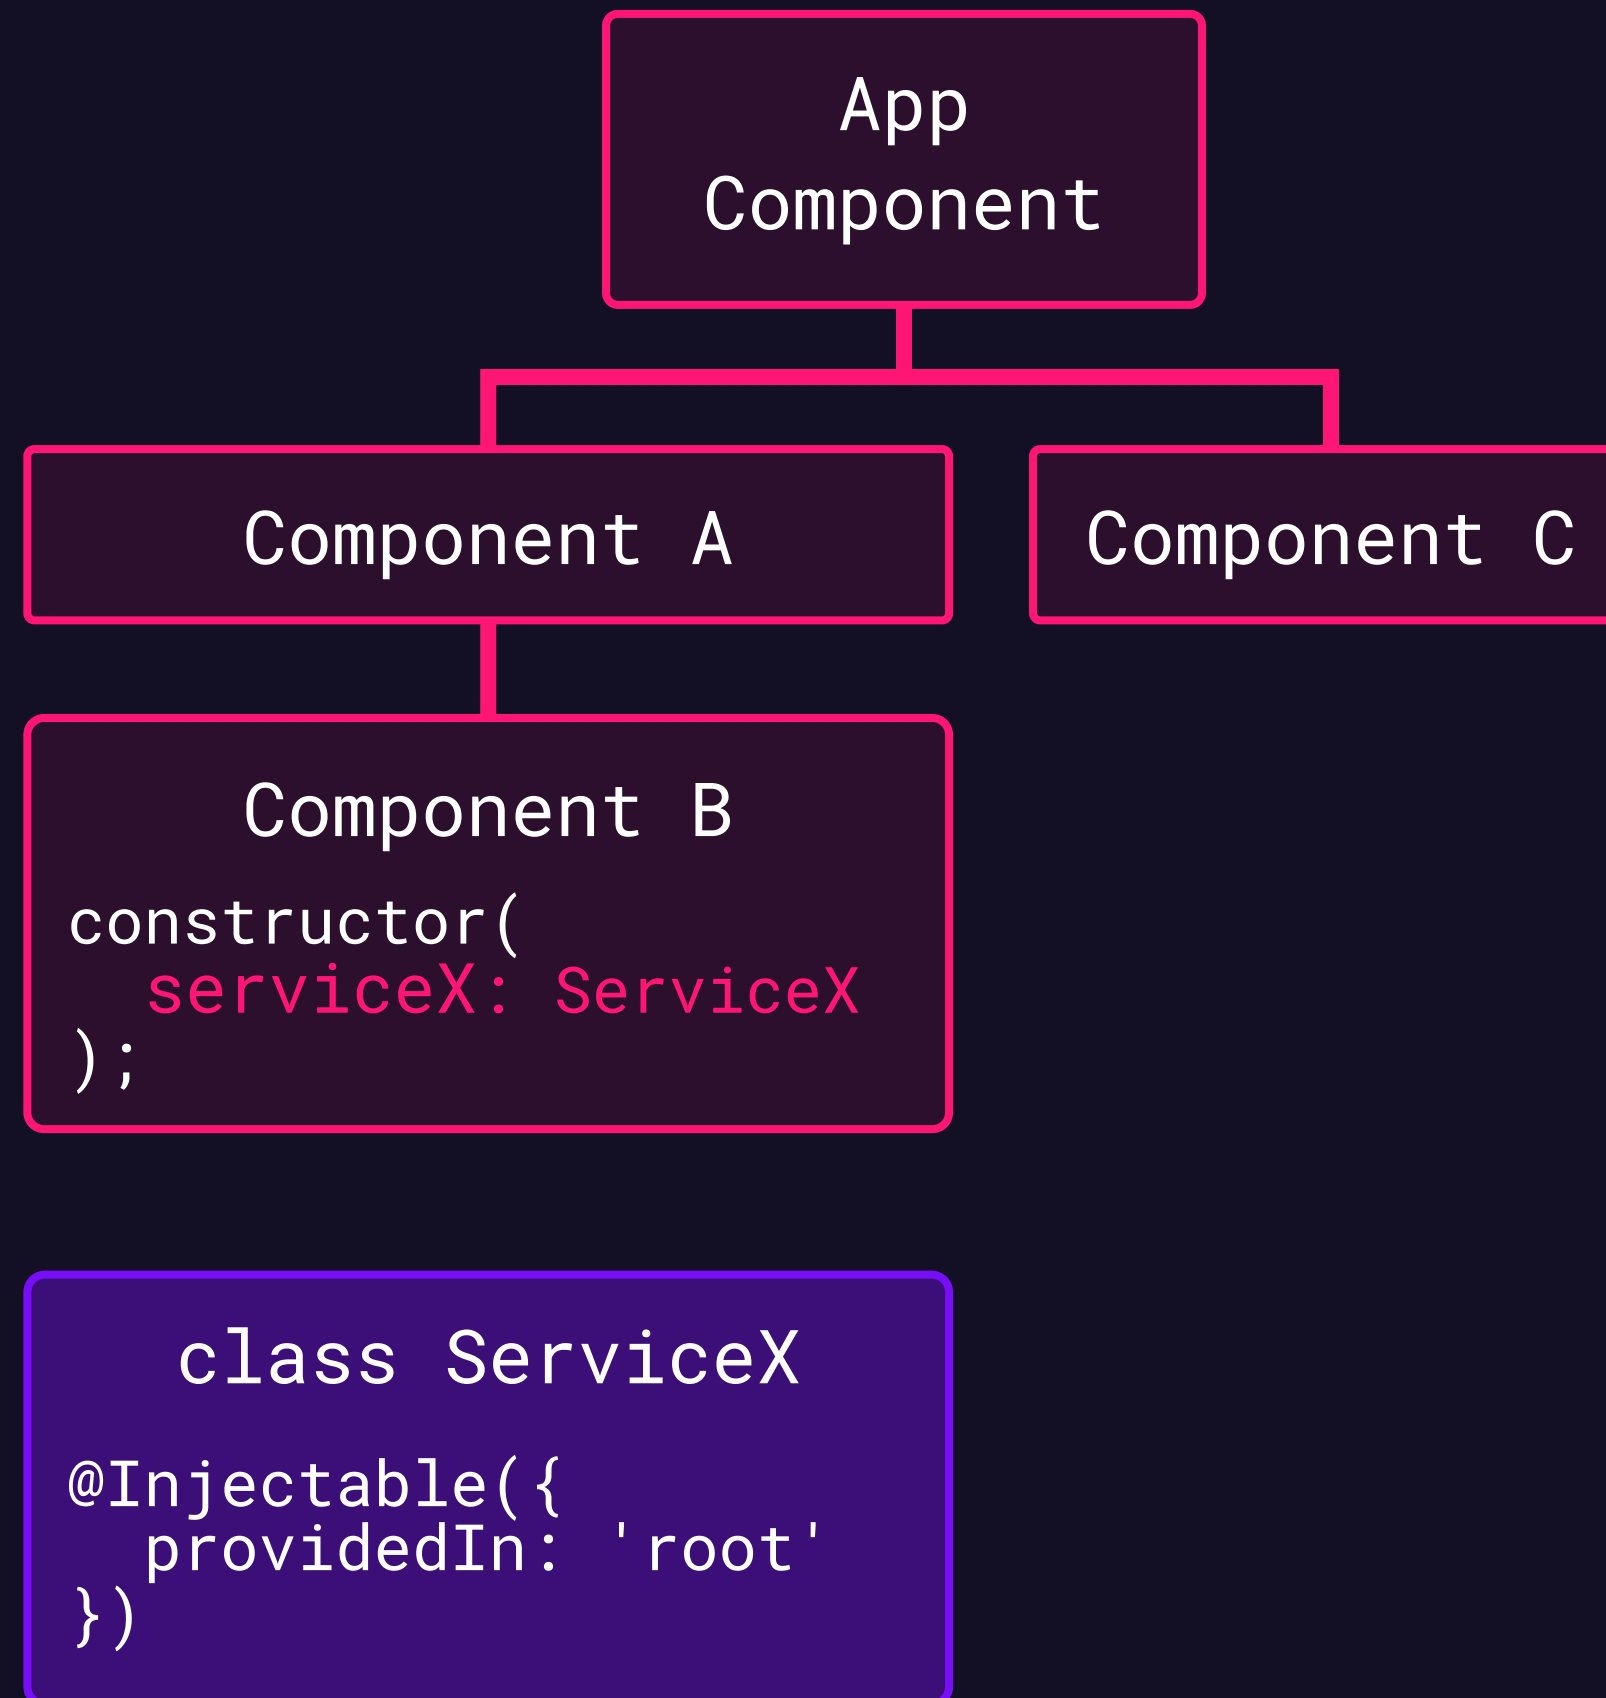 App
Component
Component A
Component C
Component B
constructor(
  serviceX: ServiceX
);
class ServiceX
@Injectable({
  providedIn: 'root'
})